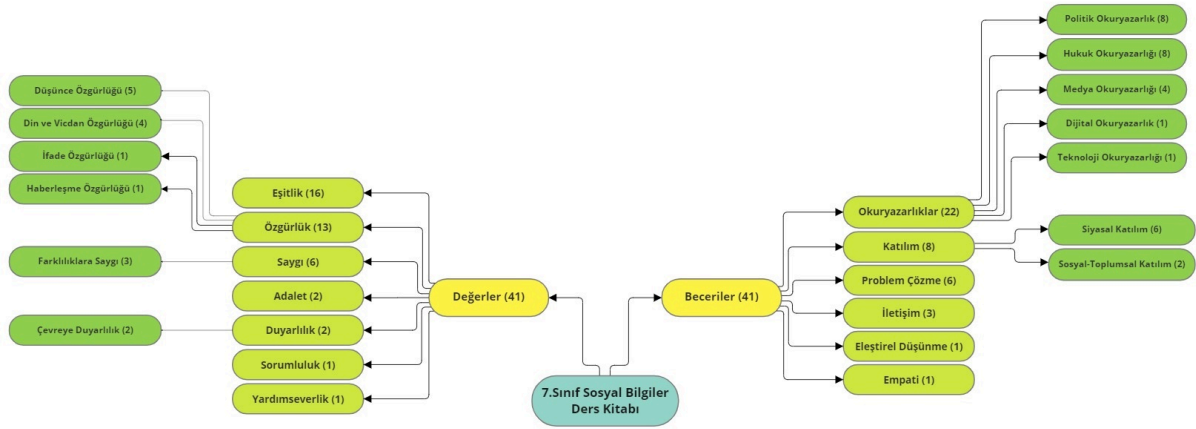 Politik Okuryazarlık (8)
Hukuk Okuryazarlığı (8)
Medya Okuryazarlığı (4)
Dijital Okuryazarlık (1)
Teknoloji Okuryazarlığı (1)
Düşünce Özgürlüğü (5)
Din ve Vicdan Özgürlüğü (4)
İfade Özgürlüğü (1)
Haberleşme Özgürlüğü (1)
Eşitlik (16)
Özgürlük (13)
Saygı (6)
Farklılıklara Saygı (3)
Adalet (2)
Duyarlılık (2)
Çevreye Duyarlılık (2)
Sorumluluk (1)
Yardımseverlik (1)
Değerler (41)
Beceriler (41)
Okuryazarlıklar (22)
Katılım (8)
Siyasal Katılım (6)
Sosyal-Toplumsal Katılım (2)
Problem Çözme (6)
İletişim (3)
Eleştirel Düşünme (1)
Empati (1)
7.Sınıf Sosyal Bilgiler
Ders Kitabı